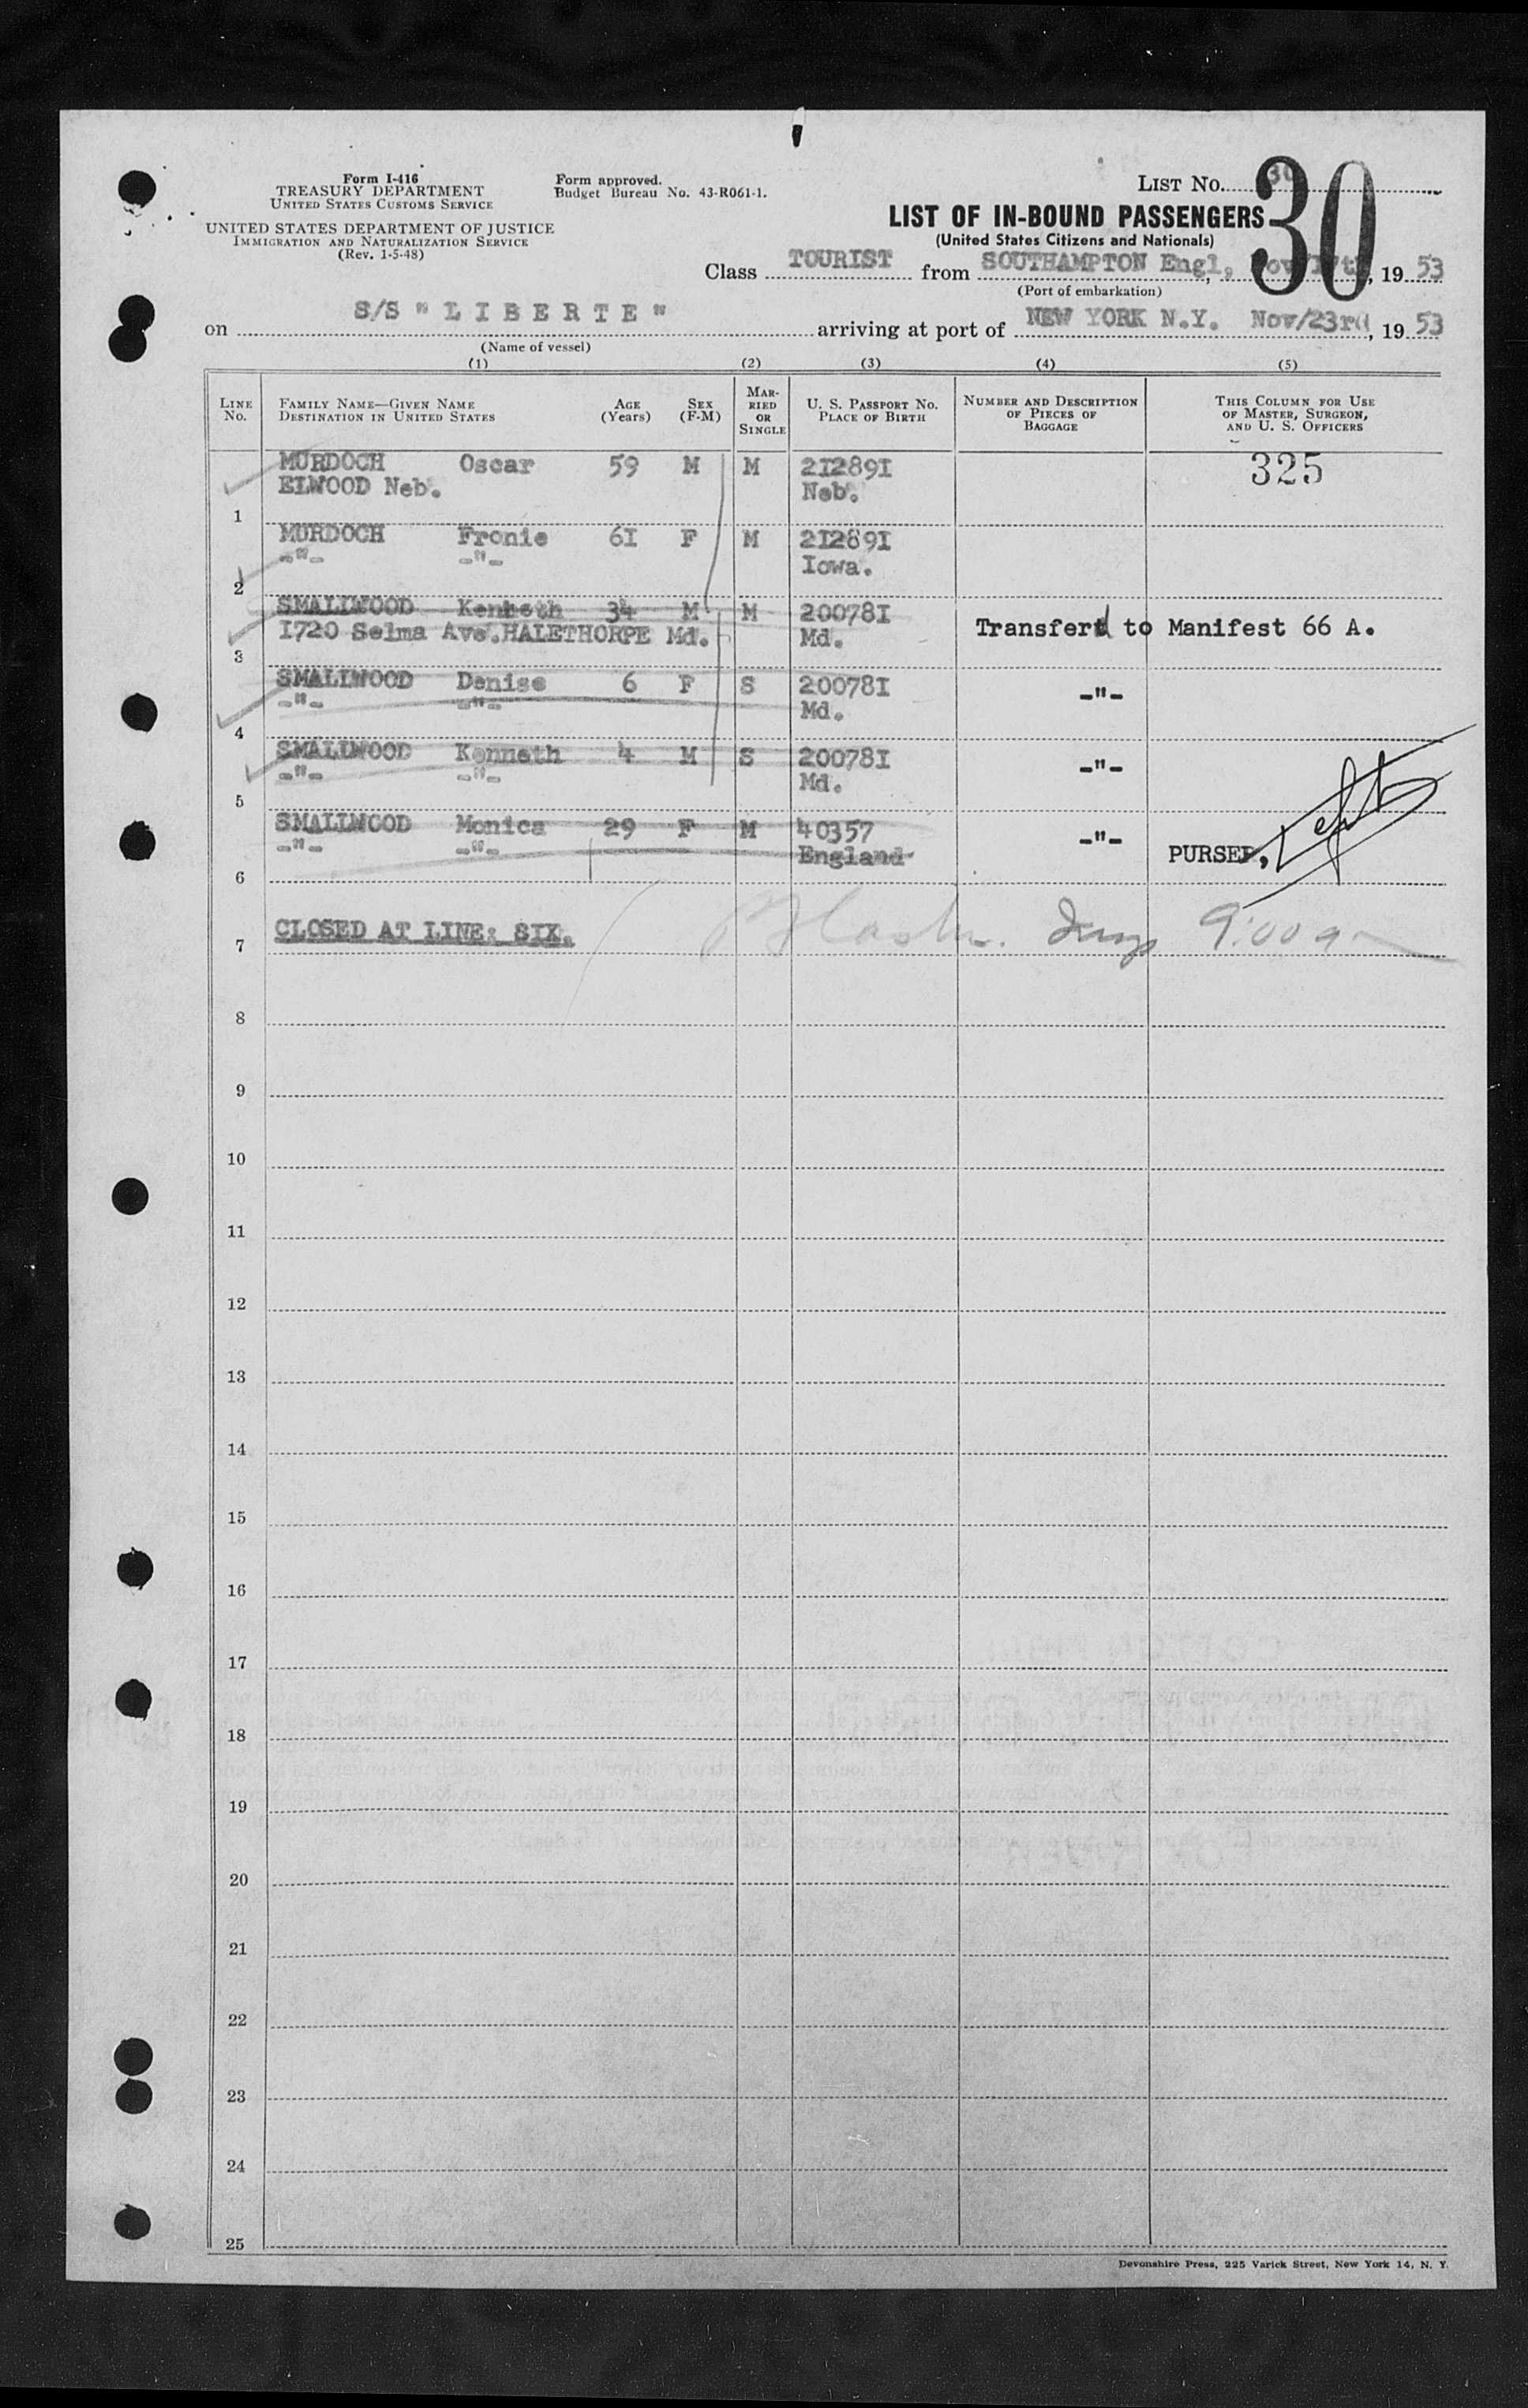 Form I-416
TREASURY DEPARTMENT
UNITED STATES CUSTOMS SERVICE
UNITED STATES DEPARTMENT OF JUSTICE
IMMIGRATION AND NATURALIZATION SERVICE
(Rev. 1-5-48)
Form approved.
Budget Bureau No. 43-R061-1.
LIST No. 30
30
LIST OF IN-BOUND PASSENGERS
(United States Citizens and Nationals)
Class TOURIST from SOUTHAMPTON Engl, Nov/17th, 1953
(Port of embarkation)
on S/S "LIBERTE" arriving at port of NEW YORK N.Y. Nov/23rd, 1953
(Name of vessel)
(1) (2) (3) (4) (5)
LINE No. FAMILY NAME—GIVEN NAME DESTINATION IN UNITED STATES AGE (Years) SEX (F-M) MARRIED OR SINGLE U. S. PASSPORT No. PLACE OF BIRTH NUMBER AND DESCRIPTION OF PIECES OF BAGGAGE THIS COLUMN FOR USE OF MASTER, SURGEON, AND U. S. OFFICERS
MURDOCH Oscar 59 M M 212891 325
ELWOOD Neb. Neb.
1
MURDOCH Fronie 61 F M 212891
-"- -"- Iowa.
2
SMALLWOOD Kenneth 34 M M 200781
1720 Selma Ave.HALETHORPE Md. Md. Transferd to Manifest 66 A.
3
SMALLWOOD Denise 6 F S 200781 -"-
-"- -"- Md.
4
SMALLWOOD Kenneth 4 M S 200781 -"-
-"- -"- Md.
5
SMALLWOOD Monica 29 F M 40357 -"-
-"- -"- England PURSER,
6
CLOSED AT LINE: SIX. 9:00 a
7
8
9
10
11
12
13
14
15
16
17
18
19
20
21
22
23
24
25
Devonshire Press, 225 Varick Street, New York 14, N. Y.